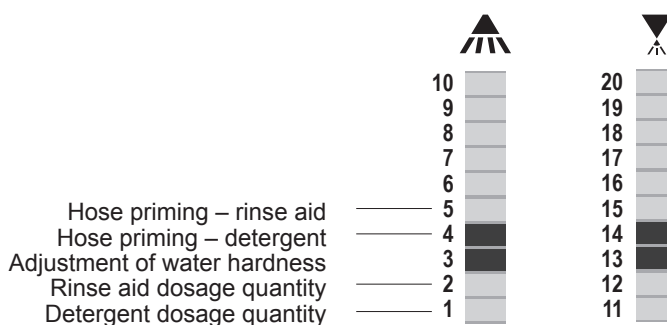 10 20
9 19
8 18
7 17
6 16
Hose priming – rinse aid 5 15
Hose priming – detergent 4 14
Adjustment of water hardness 3 13
Rinse aid dosage quantity 2 12
Detergent dosage quantity 1 11